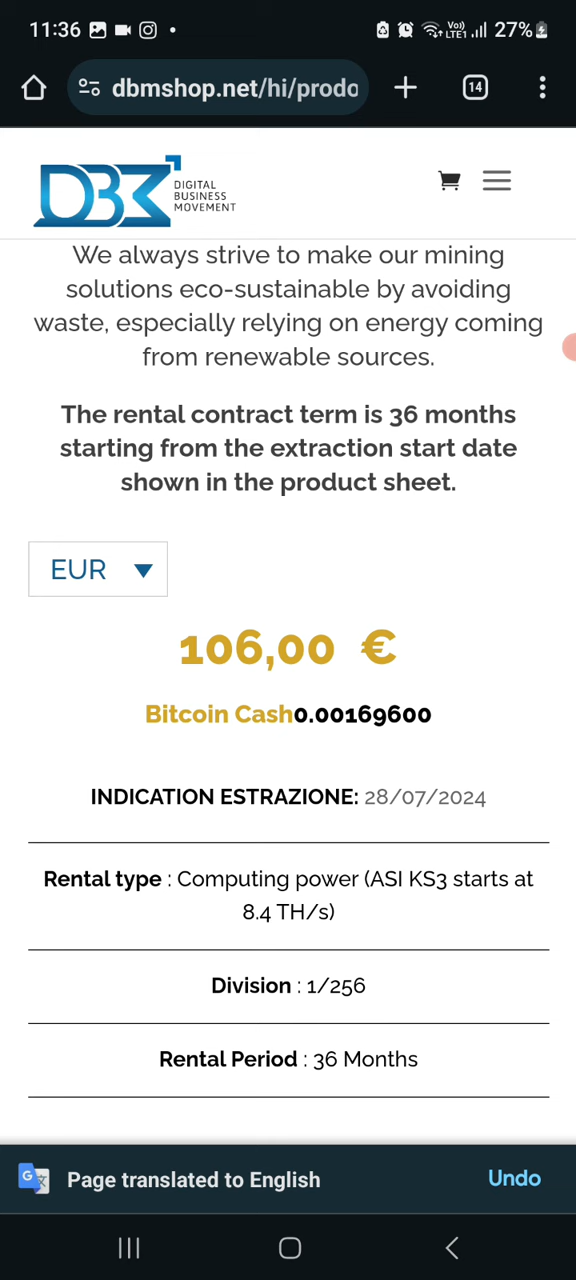 11:36
Vo))
LTE1
27%
dbmshop.net/hi/prodo
14
DBM
DIGITAL
BUSINESS
MOVEMENT
We always strive to make our mining
solutions eco-sustainable by avoiding
waste, especially relying on energy coming
from renewable sources.
The rental contract term is 36 months
starting from the extraction start date
shown in the product sheet.
EUR
106,00 €
Bitcoin Cash0.00169600
INDICATION ESTRAZIONE: 28/07/2024
Rental type : Computing power (ASI KS3 starts at
8.4 TH/s)
Division : 1/256
Rental Period : 36 Months
Page translated to English
Undo